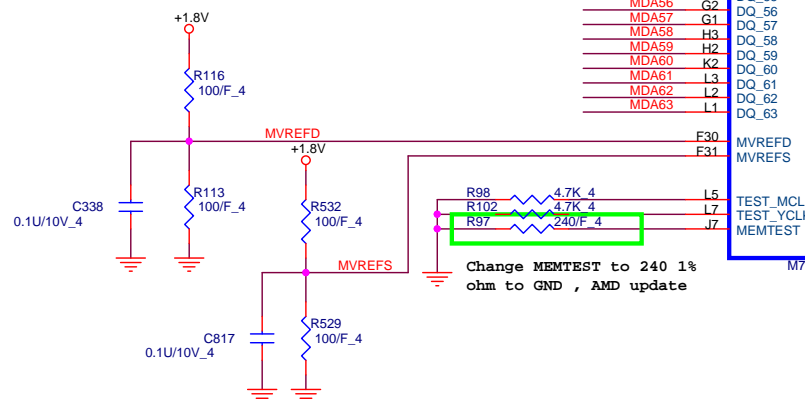 MDA56 G2 DQ_56
MDA57 G1 DQ_57
MDA58 H3 DQ_58
MDA59 H2 DQ_59
MDA60 K2 DQ_60
MDA61 L3 DQ_61
MDA62 L2 DQ_62
MDA63 L1 DQ_63
+1.8V
R116
100/F_4
MVREFD F30 MVREFD
+1.8V
F31 MVREFS
C338
0.1U/10V_4
R113
100/F_4
R532
100/F_4
R98 4.7K_4 L5 TEST_MCL
R102 4.7K_4 L7 TEST_YCLK
R97 240/F_4 J7 MEMTEST
MVREFS
Change MEMTEST to 240 1%
ohm to GND , AMD update
M7
C817
0.1U/10V_4
R529
100/F_4